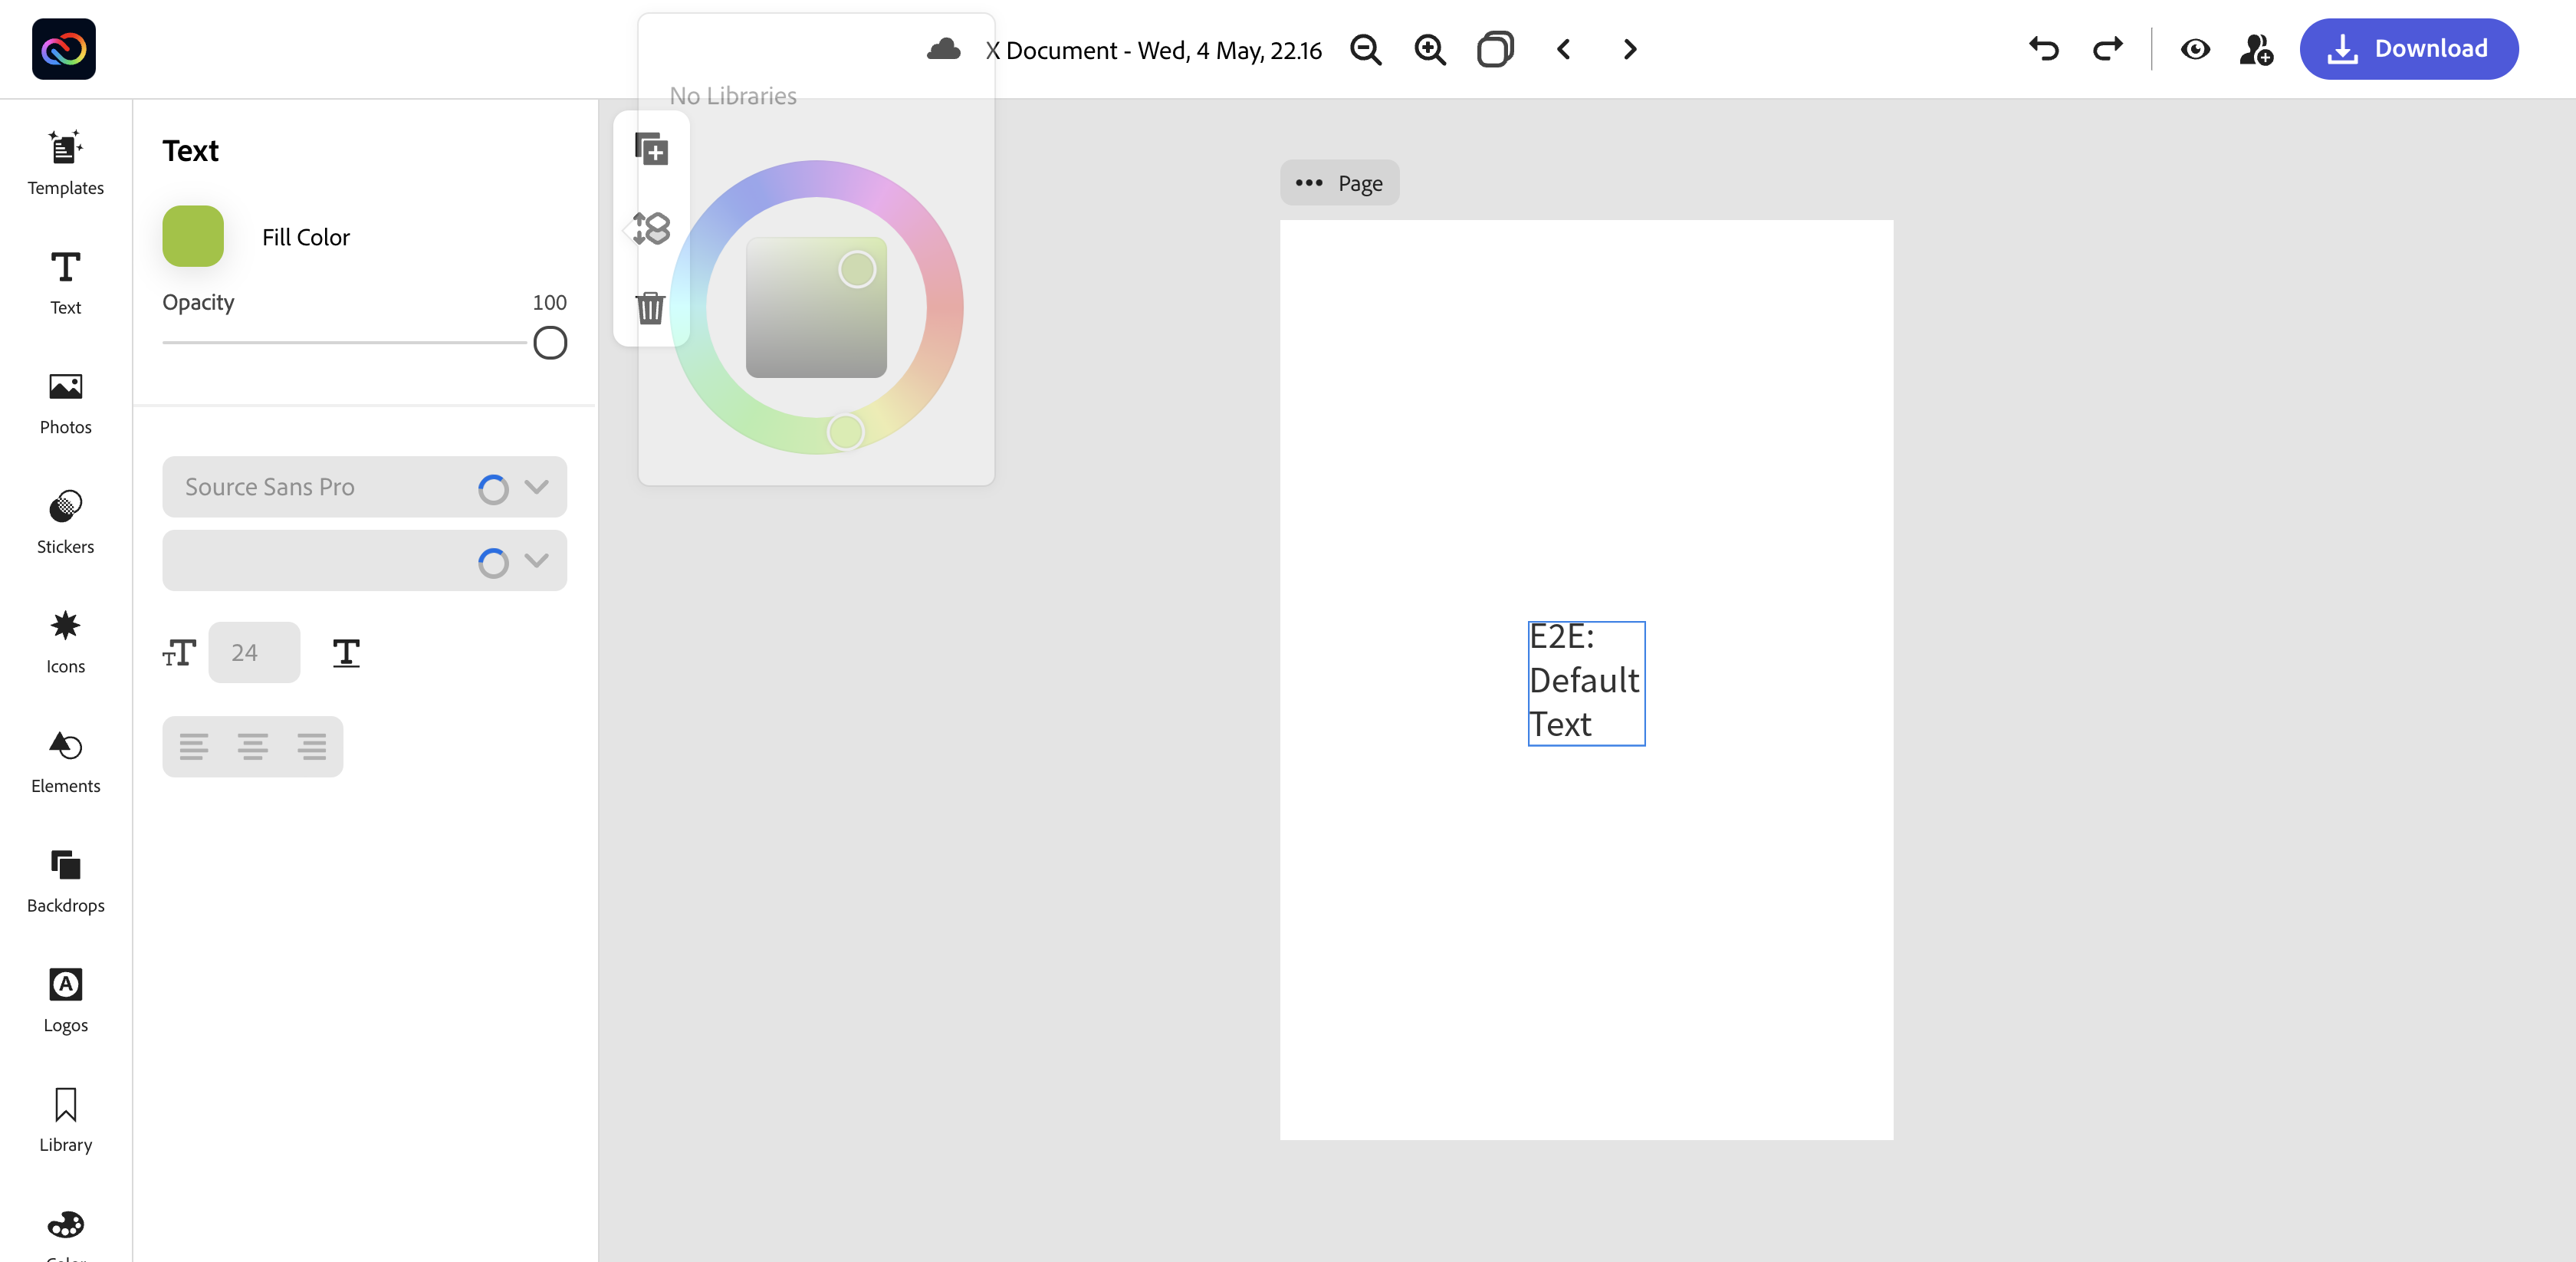 X Document - Wed, 4 May, 22.16
Download
No Libraries
Templates
Text
Photos
Stickers
Icons
Elements
Backdrops
Logos
Library
Color
Text
Fill Color
Opacity
100
Source Sans Pro
24
Page
E2E:
Default
Text